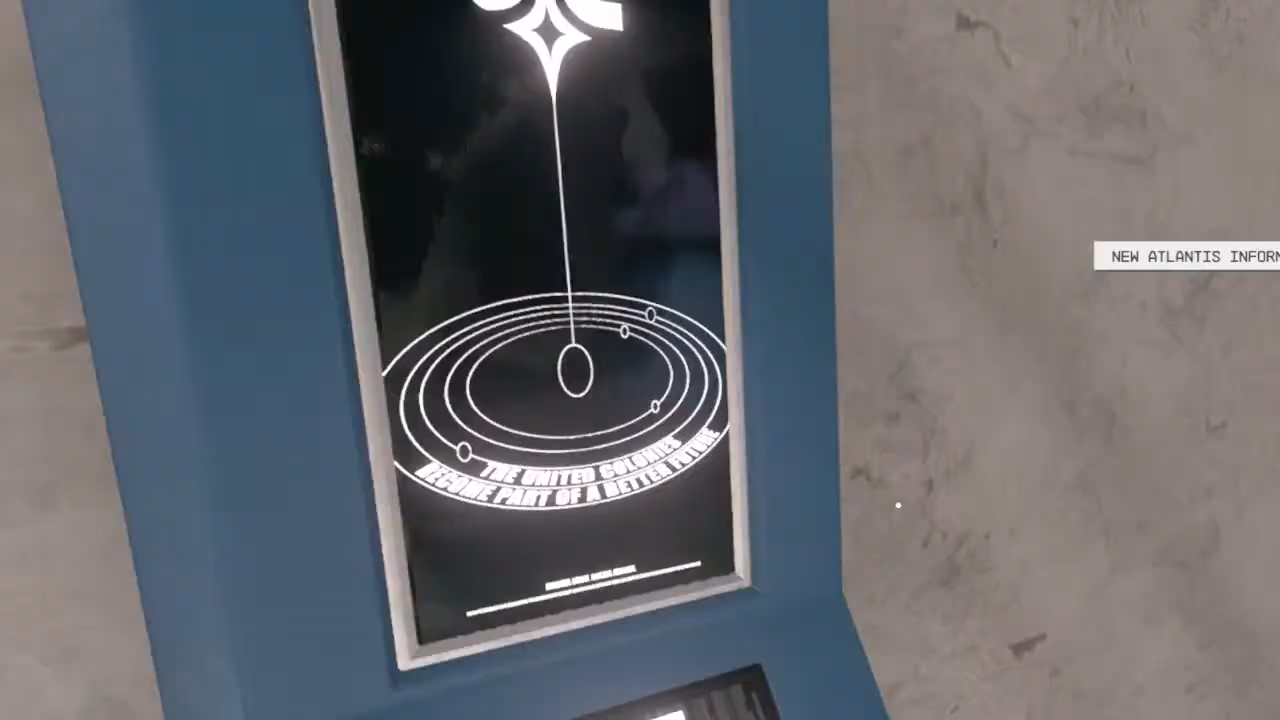 NEW ATLANTIS INFORM
THE UNITED COLONIES
BECOME PART OF A BETTER FUTURE